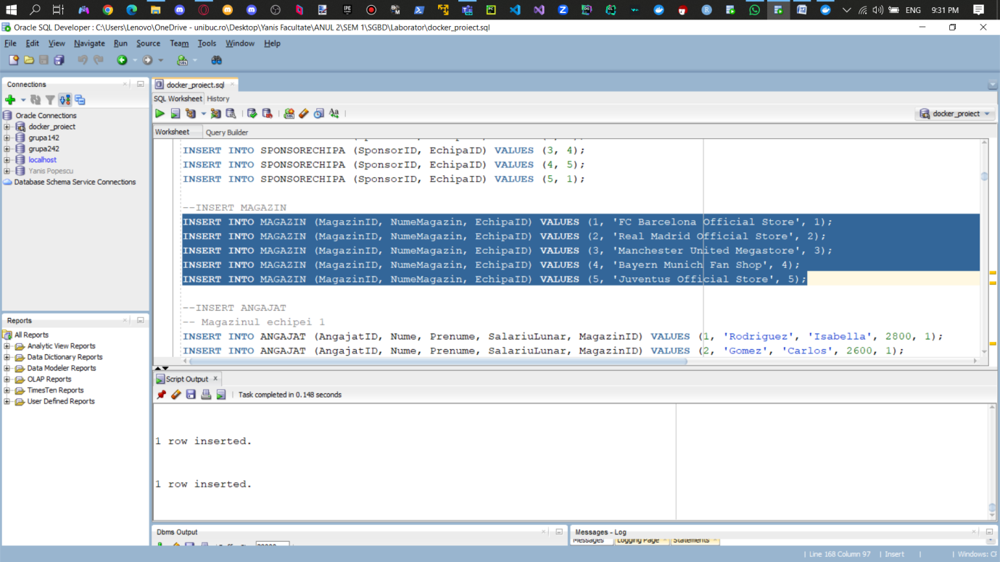 ENG 9:31 PM
Oracle SQL Developer : C:\Users\Lenovo\OneDrive - unibuc.ro\Desktop\Yanis Facultate\ANUL 2\SEM 1\SGBD\Laborator\docker_proiect.sql
File Edit View Navigate Run Source Team Tools Window Help
Connections
Oracle Connections
docker_proiect
grupa142
grupa242
localhost
Yanis Popescu
Database Schema Service Connections
Reports
All Reports
Analytic View Reports
Data Dictionary Reports
Data Modeler Reports
OLAP Reports
TimesTen Reports
User Defined Reports
docker_proiect.sql
SQL Worksheet History
docker_proiect
Worksheet Query Builder
INSERT INTO SPONSORECHIPA (SponsorID, EchipaID) VALUES (3, 4);
INSERT INTO SPONSORECHIPA (SponsorID, EchipaID) VALUES (4, 5);
INSERT INTO SPONSORECHIPA (SponsorID, EchipaID) VALUES (5, 1);
--INSERT MAGAZIN
INSERT INTO MAGAZIN (MagazinID, NumeMagazin, EchipaID) VALUES (1, 'FC Barcelona Official Store', 1);
INSERT INTO MAGAZIN (MagazinID, NumeMagazin, EchipaID) VALUES (2, 'Real Madrid Official Store', 2);
INSERT INTO MAGAZIN (MagazinID, NumeMagazin, EchipaID) VALUES (3, 'Manchester United Megastore', 3);
INSERT INTO MAGAZIN (MagazinID, NumeMagazin, EchipaID) VALUES (4, 'Bayern Munich Fan Shop', 4);
INSERT INTO MAGAZIN (MagazinID, NumeMagazin, EchipaID) VALUES (5, 'Juventus Official Store', 5);
--INSERT ANGAJAT
-- Magazinul echipei 1
INSERT INTO ANGAJAT (AngajatID, Nume, Prenume, SalariuLunar, MagazinID) VALUES (1, 'Rodriguez', 'Isabella', 2800, 1);
INSERT INTO ANGAJAT (AngajatID, Nume, Prenume, SalariuLunar, MagazinID) VALUES (2, 'Gomez', 'Carlos', 2600, 1);
Script Output
Task completed in 0.148 seconds
1 row inserted.
1 row inserted.
Dbms Output
Messages - Log
Messages Logging Page Statements
Line 168 Column 97 Insert Windows: CR